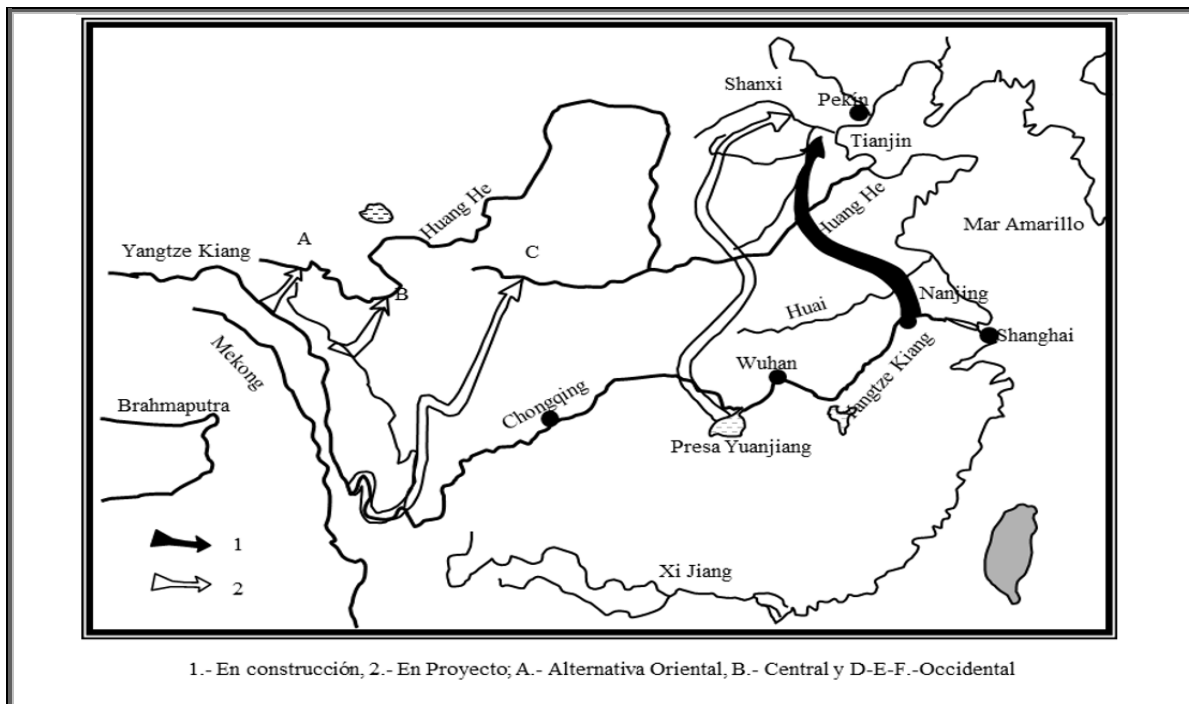 Shanxi
Pekín
Tianjin
Huang He
Huang He
Mar Amarillo
A
Yangtze Kiang
C
B
Nanjing
Huai
Shanghai
Mekong
Wuhan
Yangtze Kiang
Chongqing
Brahmaputra
Presa Yuanjiang
1
2
Xi Jiang
1.- En construcción, 2.- En Proyecto; A.- Alternativa Oriental, B.- Central y D-E-F.-Occidental